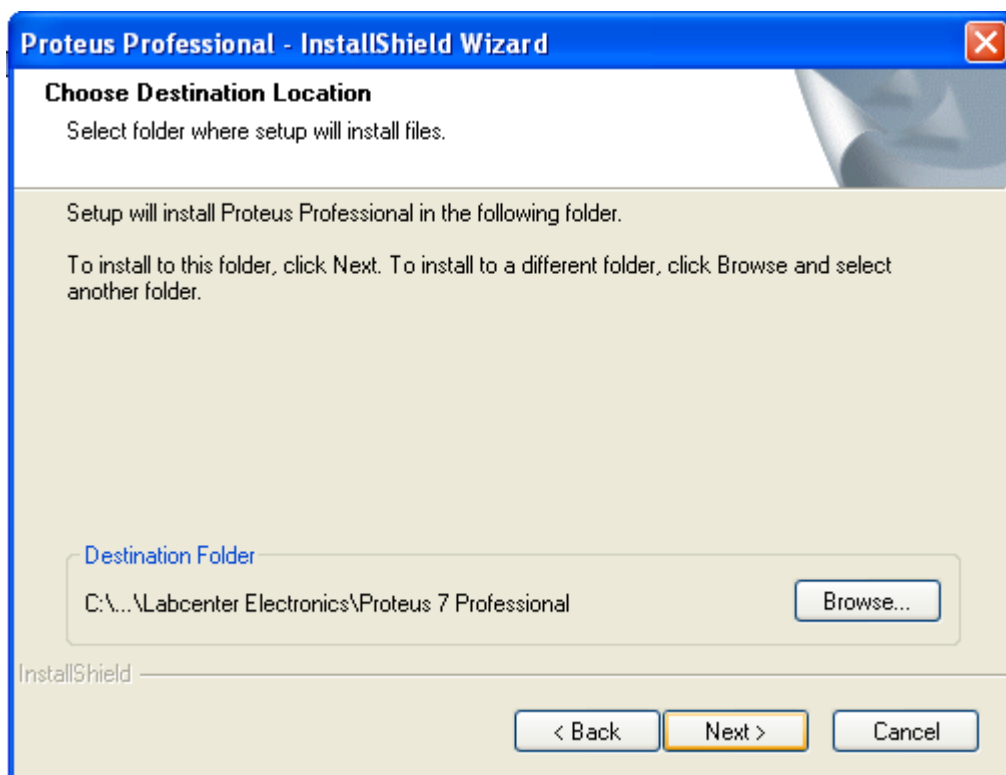 Proteus Professional - InstallShield Wizard
Choose Destination Location
Select folder where setup will install files.
Setup will install Proteus Professional in the following folder.
To install to this folder, click Next. To install to a different folder, click Browse and select
another folder.
Destination Folder
C:\...\Labcenter Electronics\Proteus 7 Professional
Browse...
InstallShield
< Back
Next >
Cancel